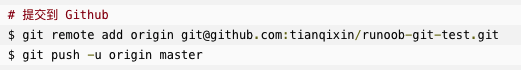 # 提交到 Github
$ git remote add origin git@github.com:tianqixin/runoob-git-test.git
$ git push -u origin master